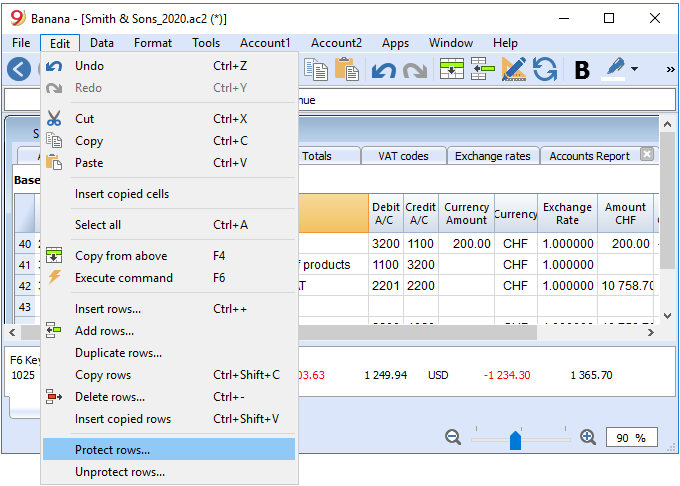 Banana - [Smith & Sons_2020.ac2 (*)]
File Edit Data Format Tools Account1 Account2 Apps Window Help
B »
nue
S
A Totals VAT codes Exchange rates Accounts Report
Base
Debit A/C Credit A/C Currency Amount Currency Exchange Rate Amount CHF
40 2 3200 1100 200.00 CHF 1.000000 200.00
41 3 f products 1100 3200 CHF 1.000000
42 3 AT 2201 2200 CHF 1.000000 10 758.70
43
F6 Key
1025 03.63 1 249.94 USD -1 234.30 1 365.70
90 %
Undo Ctrl+Z
Redo Ctrl+Y
Cut Ctrl+X
Copy Ctrl+C
Paste Ctrl+V
Insert copied cells
Select all Ctrl+A
Copy from above F4
Execute command F6
Insert rows... Ctrl++
Add rows...
Duplicate rows...
Copy rows Ctrl+Shift+C
Delete rows... Ctrl+-
Insert copied rows Ctrl+Shift+V
Protect rows...
Unprotect rows...